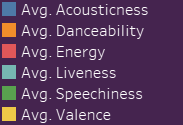 Avg. Acousticness
Avg. Danceability
Avg. Energy
Avg. Liveness
Avg. Speechiness
Avg. Valence